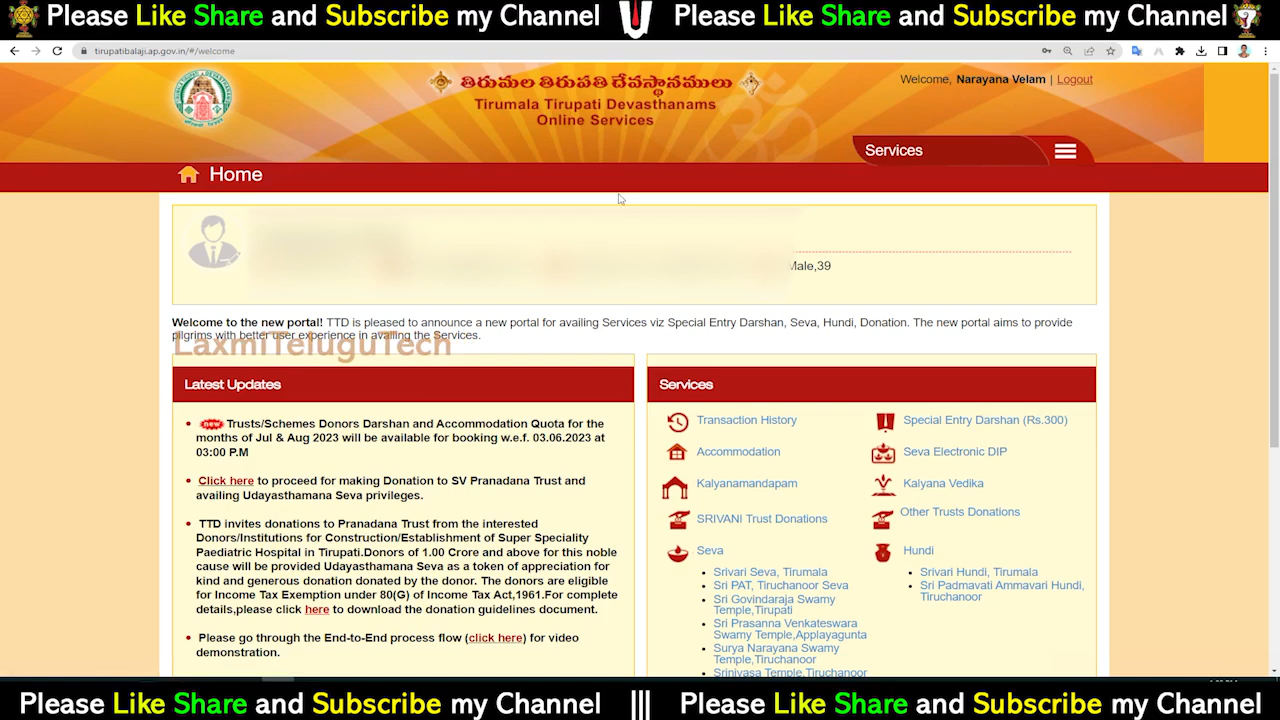 Please Like Share and Subscribe my Channel
Please Like Share and Subscribe my Channel
tirupatibalaji.ap.gov.in/#/welcome
తిరుమల తిరుపతి దేవస్థానములు
Tirumala Tirupati Devasthanams
Online Services
Welcome, Narayana Velam | Logout
Services
Home
Male,39
Welcome to the new portal! TTD is pleased to announce a new portal for availing Services viz Special Entry Darshan, Seva, Hundi, Donation. The new portal aims to provide
pilgrims with better user experience in availing the Services.
LaxmiTeluguTech
Latest Updates
new Trusts/Schemes Donors Darshan and Accommodation Quota for the
months of Jul & Aug 2023 will be available for booking w.e.f. 03.06.2023 at
03:00 P.M
Click here to proceed for making Donation to SV Pranadana Trust and
availing Udayasthamana Seva privileges.
TTD invites donations to Pranadana Trust from the interested
Donors/Institutions for Construction/Establishment of Super Speciality
Paediatric Hospital in Tirupati.Donors of 1.00 Crore and above for this noble
cause will be provided Udayasthamana Seva as a token of appreciation for
kind and generous donation donated by the donor. The donors are eligible
for Income Tax Exemption under 80(G) of Income Tax Act,1961.For complete
details,please click here to download the donation guidelines document.
Please go through the End-to-End process flow (click here) for video
demonstration.
Services
Transaction History
Special Entry Darshan (Rs.300)
Accommodation
Seva Electronic DIP
Kalyanamandapam
Kalyana Vedika
SRIVANI Trust Donations
Other Trusts Donations
Seva
Srivari Seva, Tirumala
Sri PAT, Tiruchanoor Seva
Sri Govindaraja Swamy
Temple,Tirupati
Sri Prasanna Venkateswara
Swamy Temple,Applayagunta
Surya Narayana Swamy
Temple,Tiruchanoor
Srinivasa Temple,Tiruchanoor
Hundi
Srivari Hundi, Tirumala
Sri Padmavati Ammavari Hundi,
Tiruchanoor
Please Like Share and Subscribe my Channel
|||
Please Like Share and Subscribe my Channel